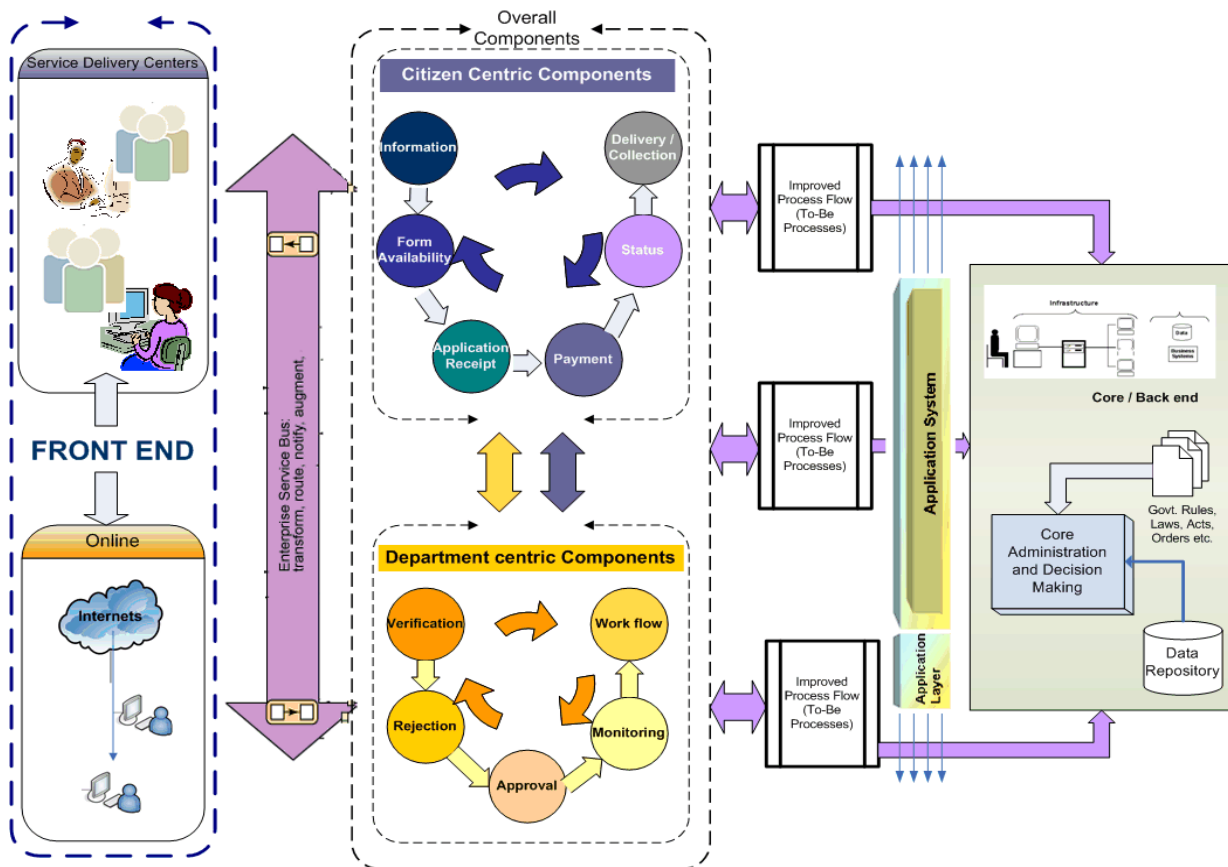 Service Delivery Centers
FRONT END
Online
Internets
Enterprise Service Bus:
transform, route, notify, augment,
Overall
Components
Citizen Centric Components
Information
Delivery /
Collection
Form
Availability
Status
Application
Receipt
Payment
Department centric Components
Verification
Work flow
Rejection
Monitoring
Approval
Improved
Process Flow
(To-Be
Processes)
Improved
Process Flow
(To-Be
Processes)
Improved
Process Flow
(To-Be
Processes)
Application System
Application
Layer
Infrastructure
Data
Business
Systems
Core / Back end
Govt. Rules,
Laws, Acts,
Orders etc.
Core
Administration
and Decision
Making
Data
Repository